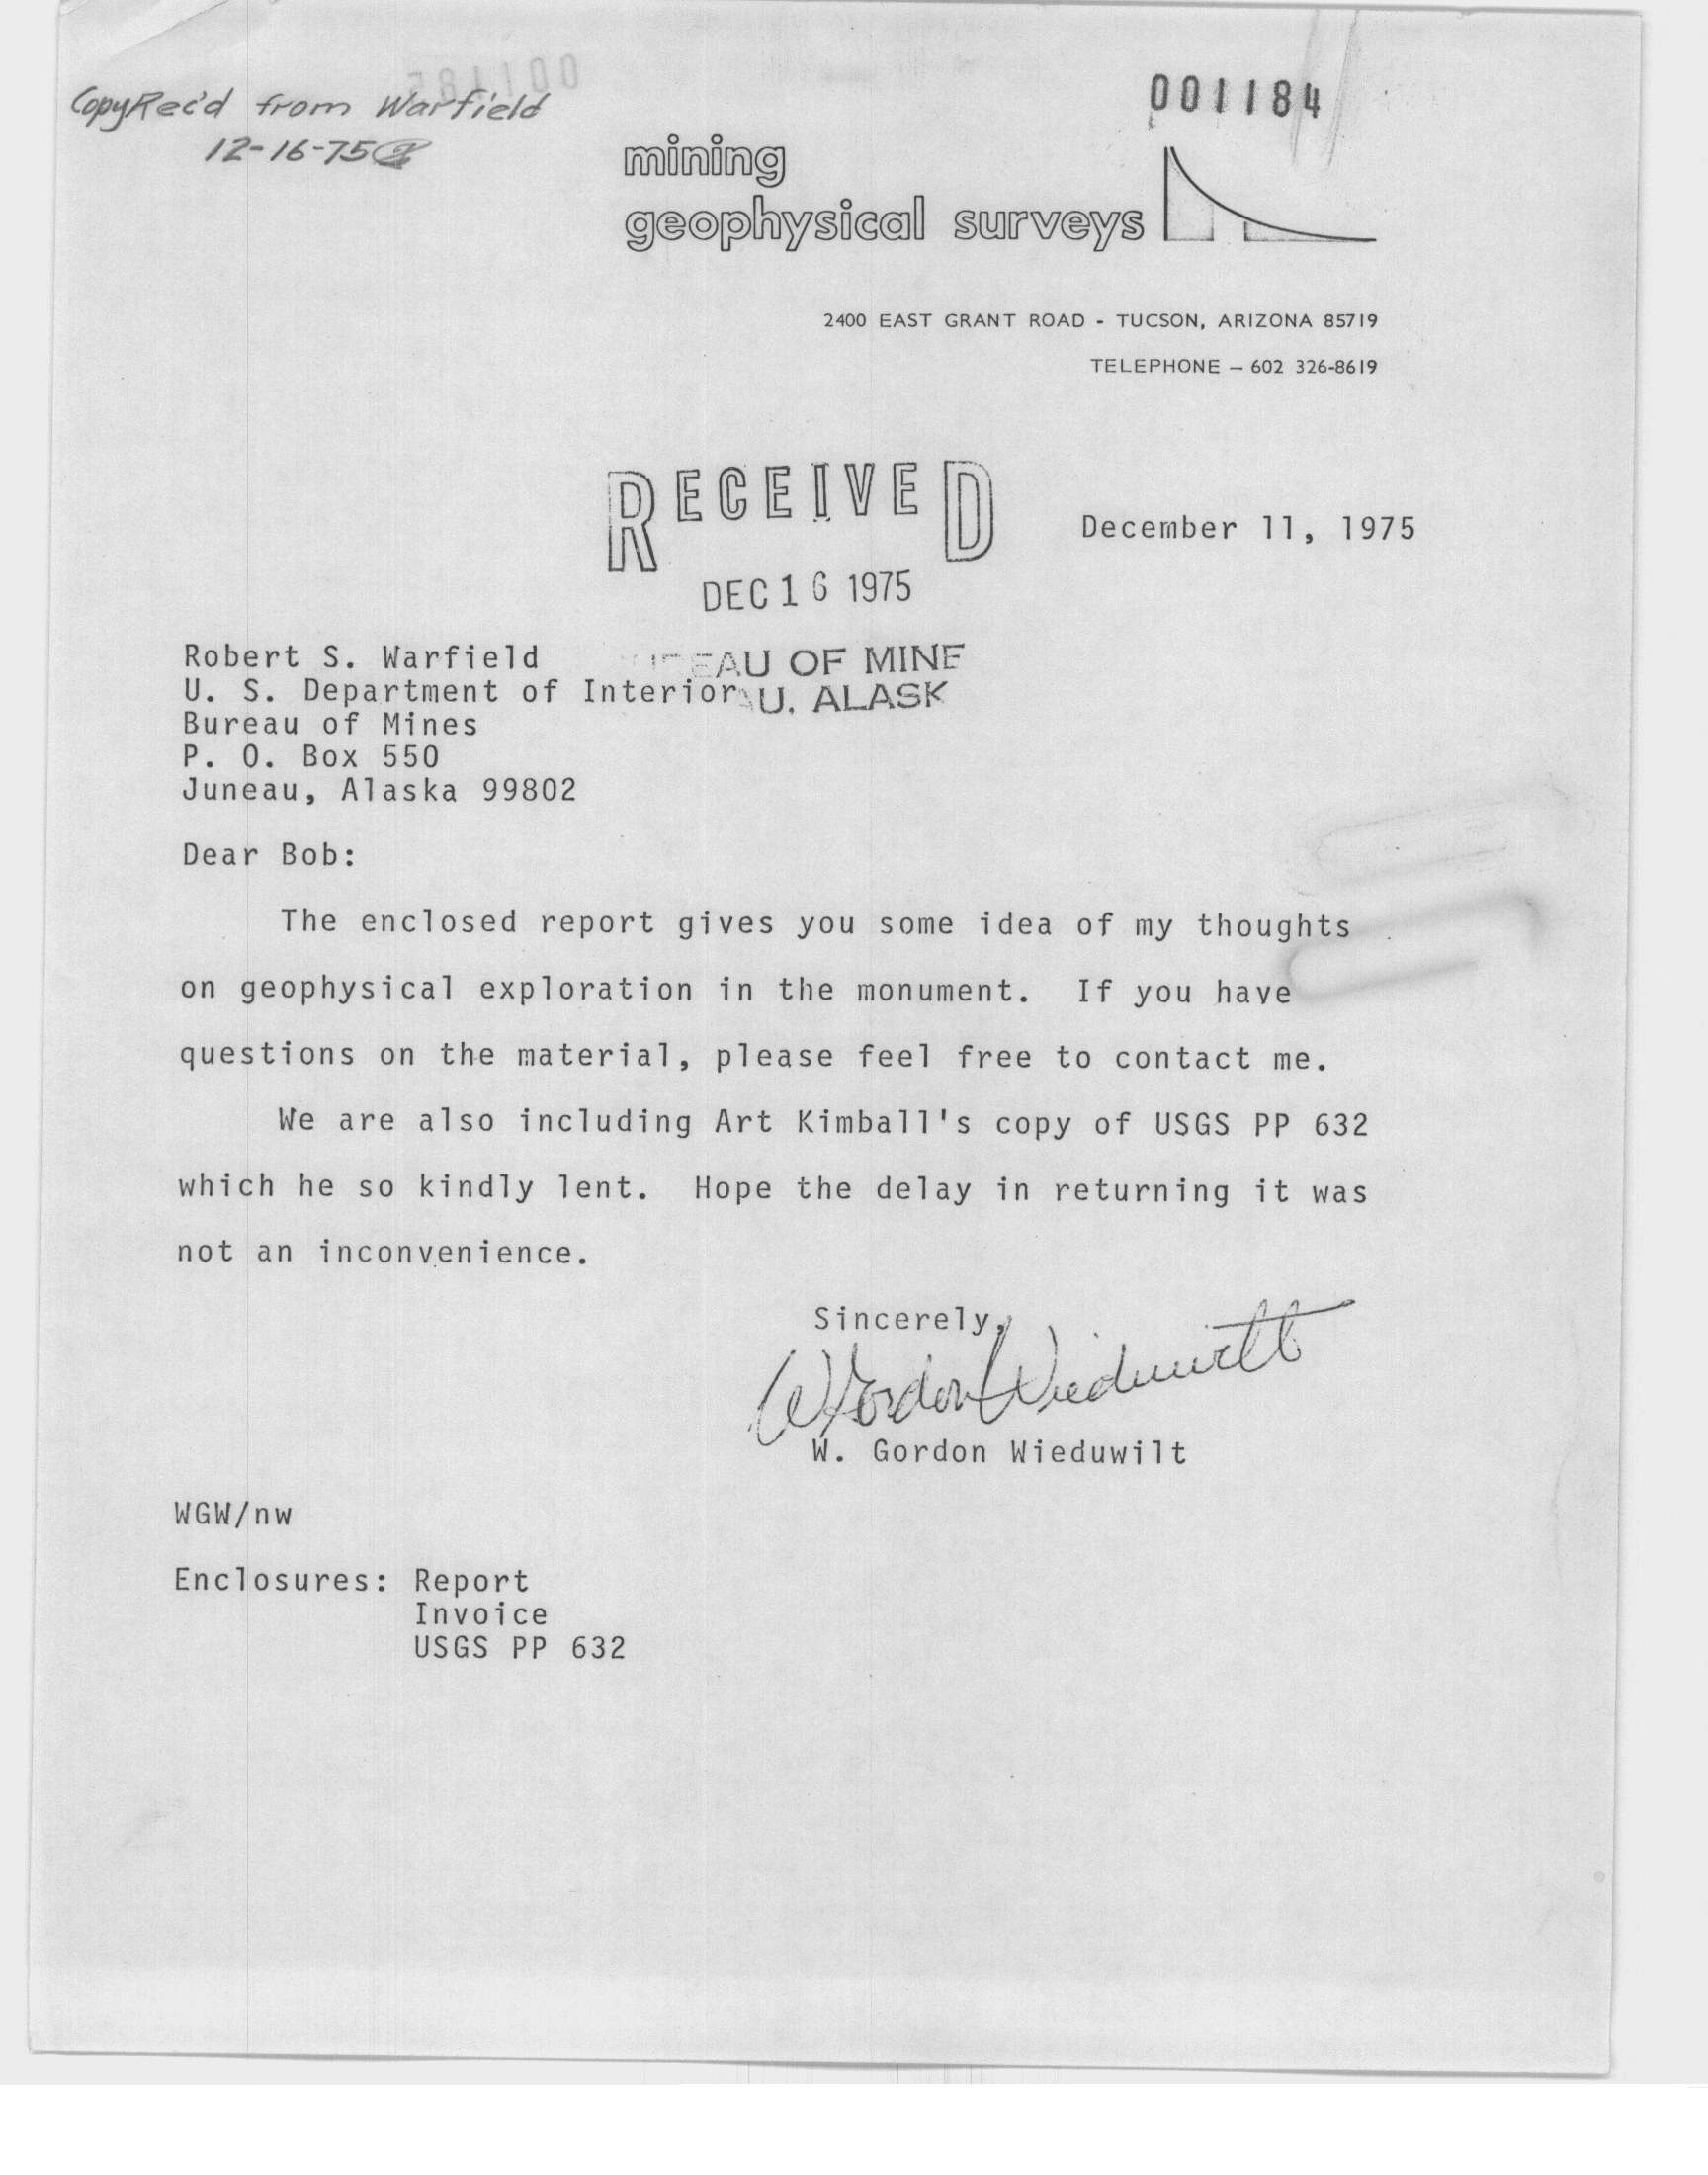 CopyRec'd from Warfield
12-16-75
001184
mining
geophysical surveys
2400 EAST GRANT ROAD - TUCSON, ARIZONA 85719
TELEPHONE — 602 326-8619
RECEIVED
December 11, 1975
DEC 16 1975
EAU OF MINE
U. ALASK
Robert S. Warfield
U. S. Department of Interior
Bureau of Mines
P. O. Box 550
Juneau, Alaska 99802
Dear Bob:
The enclosed report gives you some idea of my thoughts
on geophysical exploration in the monument.  If you have
questions on the material, please feel free to contact me.
We are also including Art Kimball's copy of USGS PP 632
which he so kindly lent.  Hope the delay in returning it was
not an inconvenience.
Sincerely,
W Gordon Wieduwilt
W. Gordon Wieduwilt
WGW/nw
Enclosures: Report
Invoice
USGS PP 632